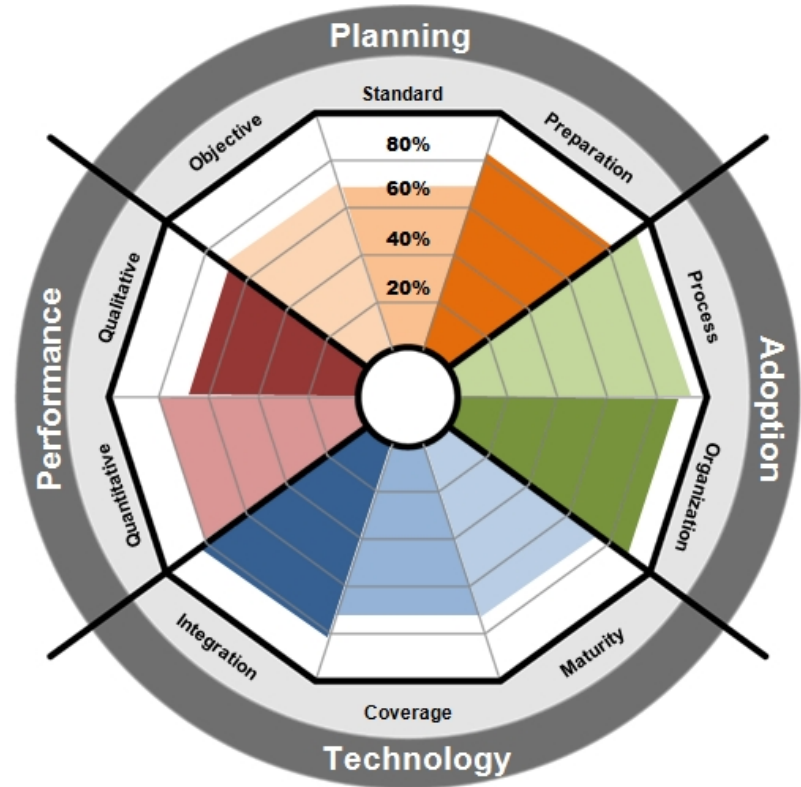 Planning
Standard
Objective
Preparation
80%
60%
40%
20%
Qualitative
Process
Performance
Adoption
Quantitative
Organization
Integration
Maturity
Coverage
Technology